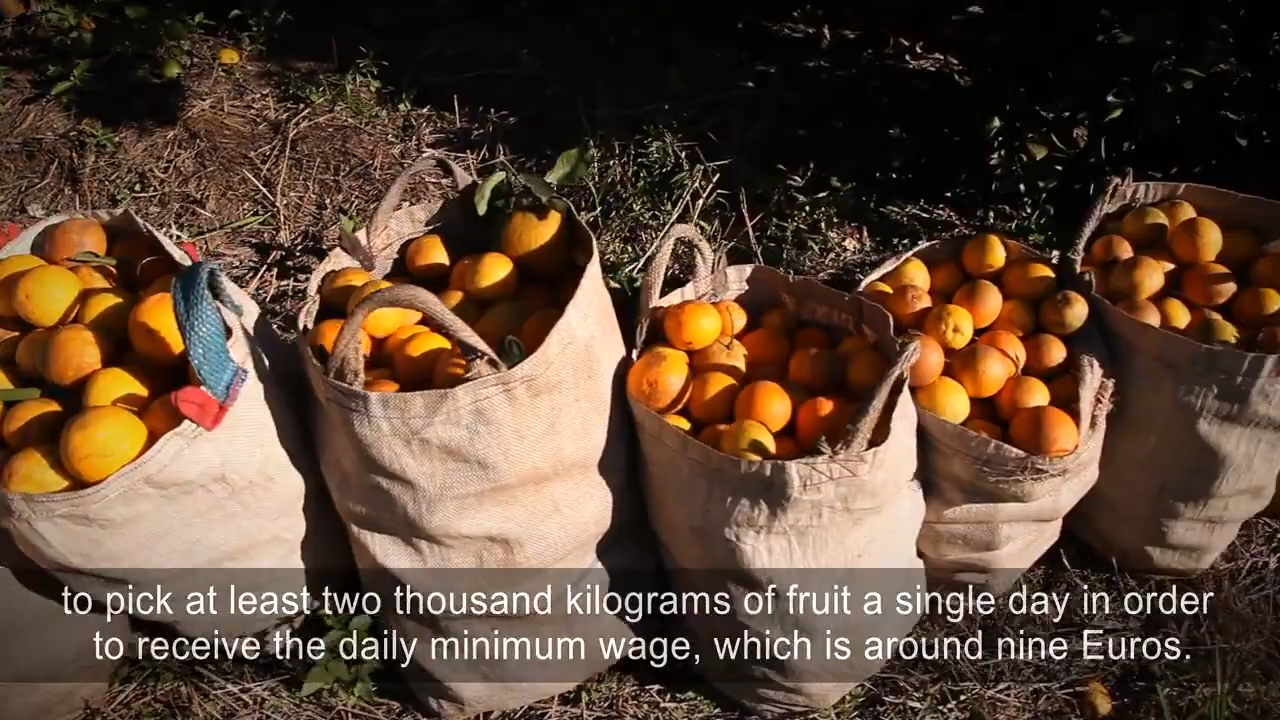 to pick at least two thousand kilograms of fruit a single day in order
to receive the daily minimum wage, which is around nine Euros.